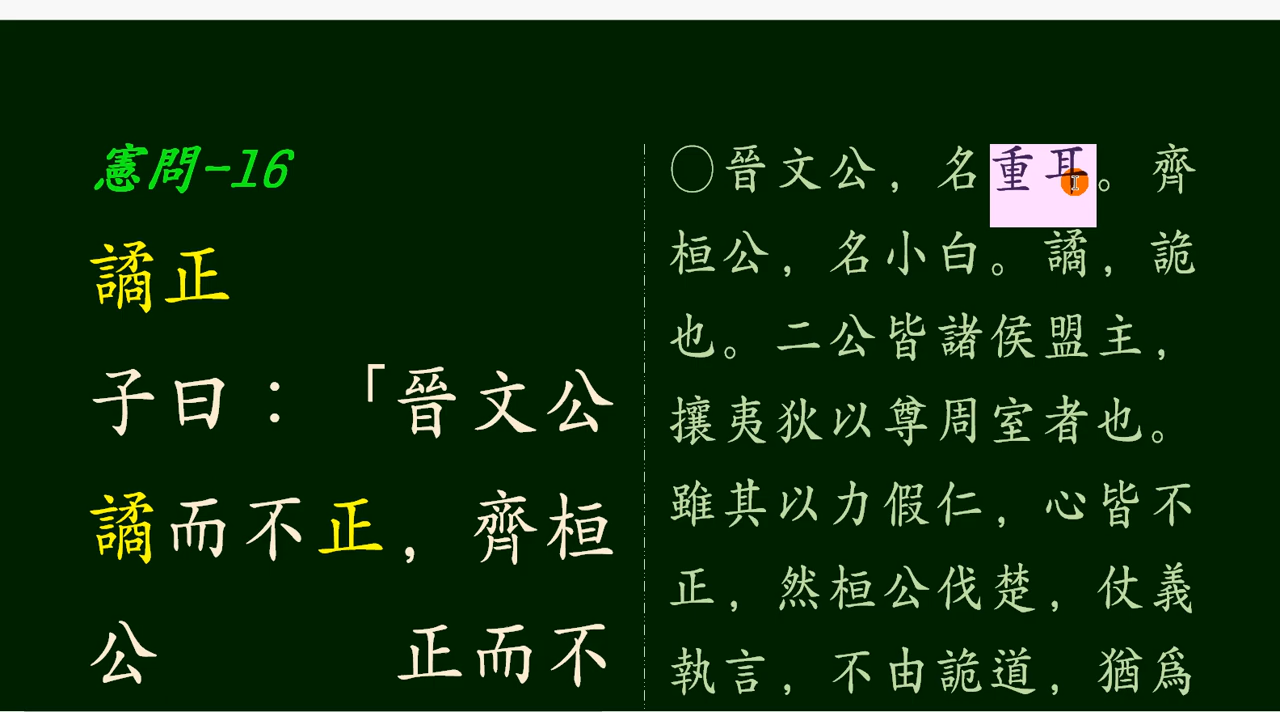 憲問-16
譎正
子曰：「晉文公
譎而不正，齊桓
公 正而不
○晉文公，名重耳。齊
桓公，名小白。譎，詭
也。二公皆諸侯盟主，
攘夷狄以尊周室者也。
雖其以力假仁，心皆不
正，然桓公伐楚，仗義
執言，不由詭道，猶爲